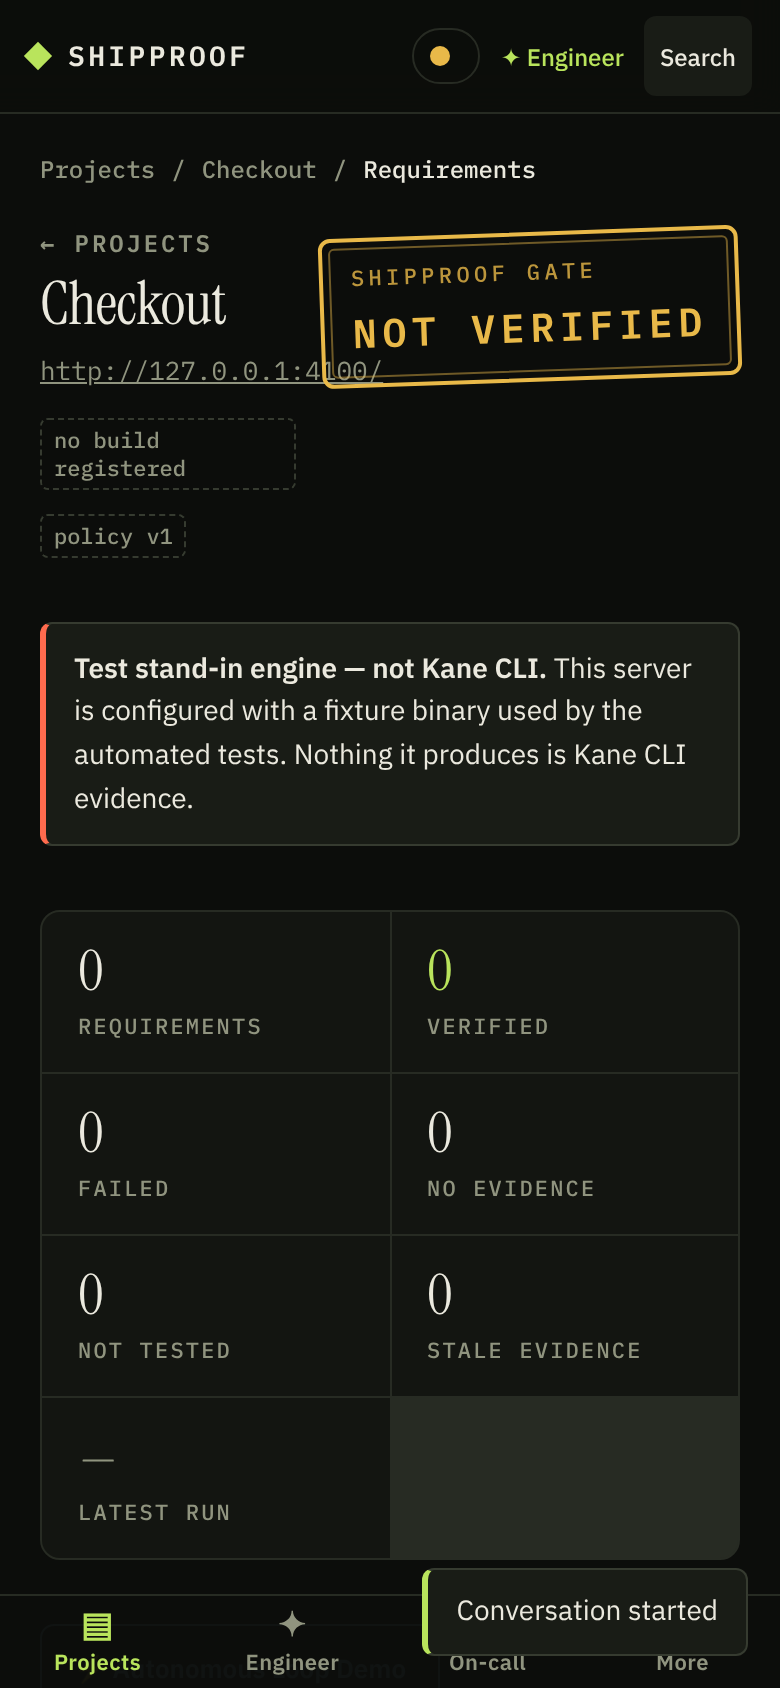 SHIPPROOF
Engineer
Search
Projects / Checkout / Requirements
← PROJECTS
Checkout
http://127.0.0.1:4100/
SHIPPROOF GATE
NOT VERIFIED
no build
registered
policy v1
Test stand-in engine — not Kane CLI. This server
is configured with a fixture binary used by the
automated tests. Nothing it produces is Kane CLI
evidence.
0
REQUIREMENTS
0
VERIFIED
0
FAILED
0
NO EVIDENCE
0
NOT TESTED
0
STALE EVIDENCE
—
LATEST RUN
Conversation started
Autonomous Loop Demo
Projects
Engineer
On-call
More